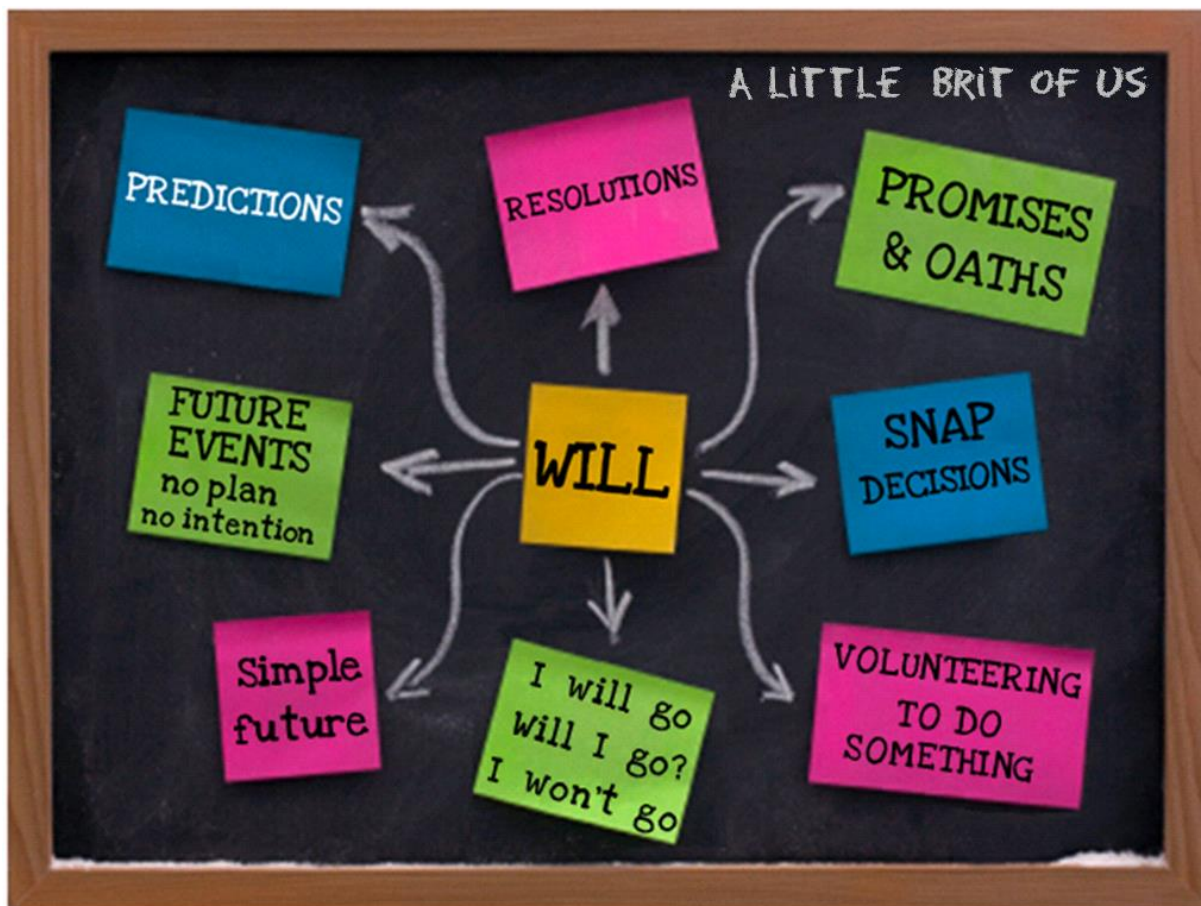 A LiTTLE BRiT OF US
PREDICTIONS
RESOLUTIONS
PROMISES
& OATHS
FUTURE
EVENTS
no plan
no intention
WILL
SNAP
DECISIONS
Simple
future
I will go
Will I go?
I won't go
VOLUNTEERING
TO DO
SOMETHING